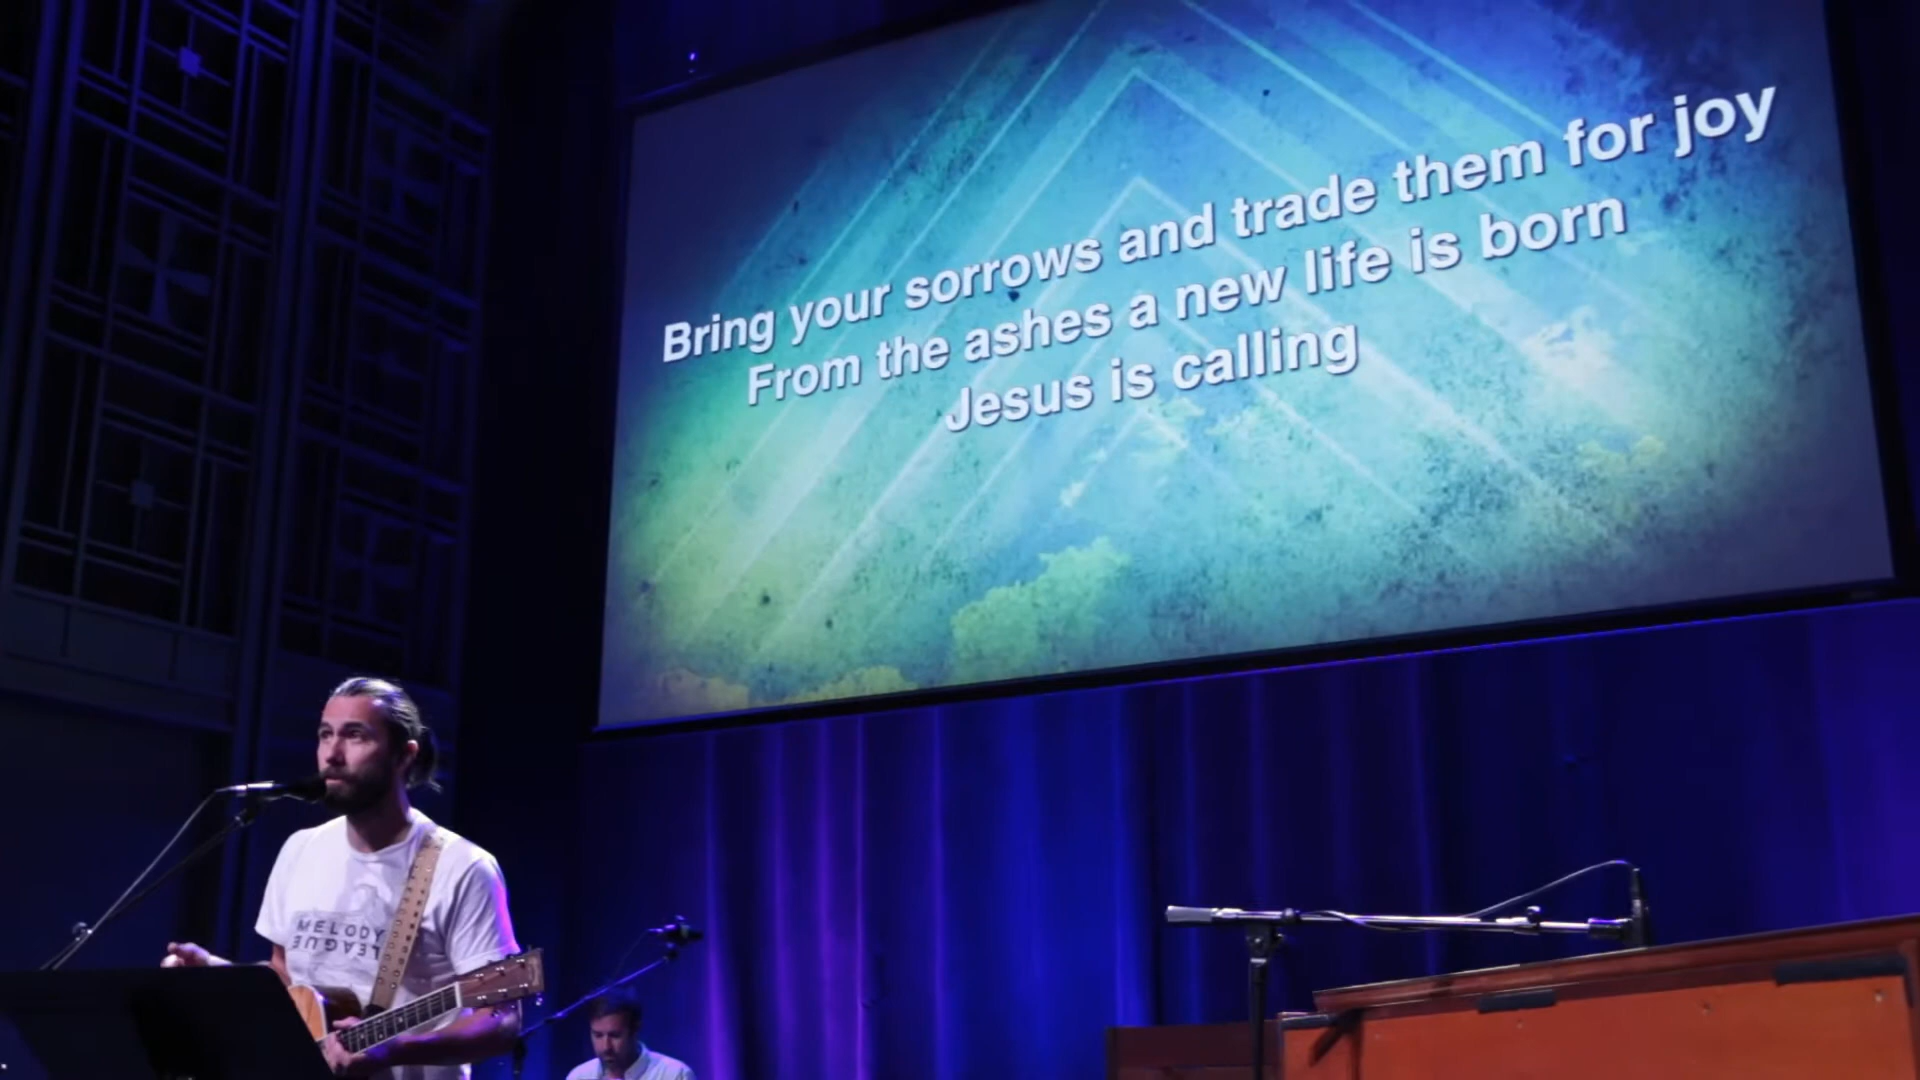 Bring your sorrows and trade them for joy
From the ashes a new life is born
Jesus is calling
MELODY
LEAGUE